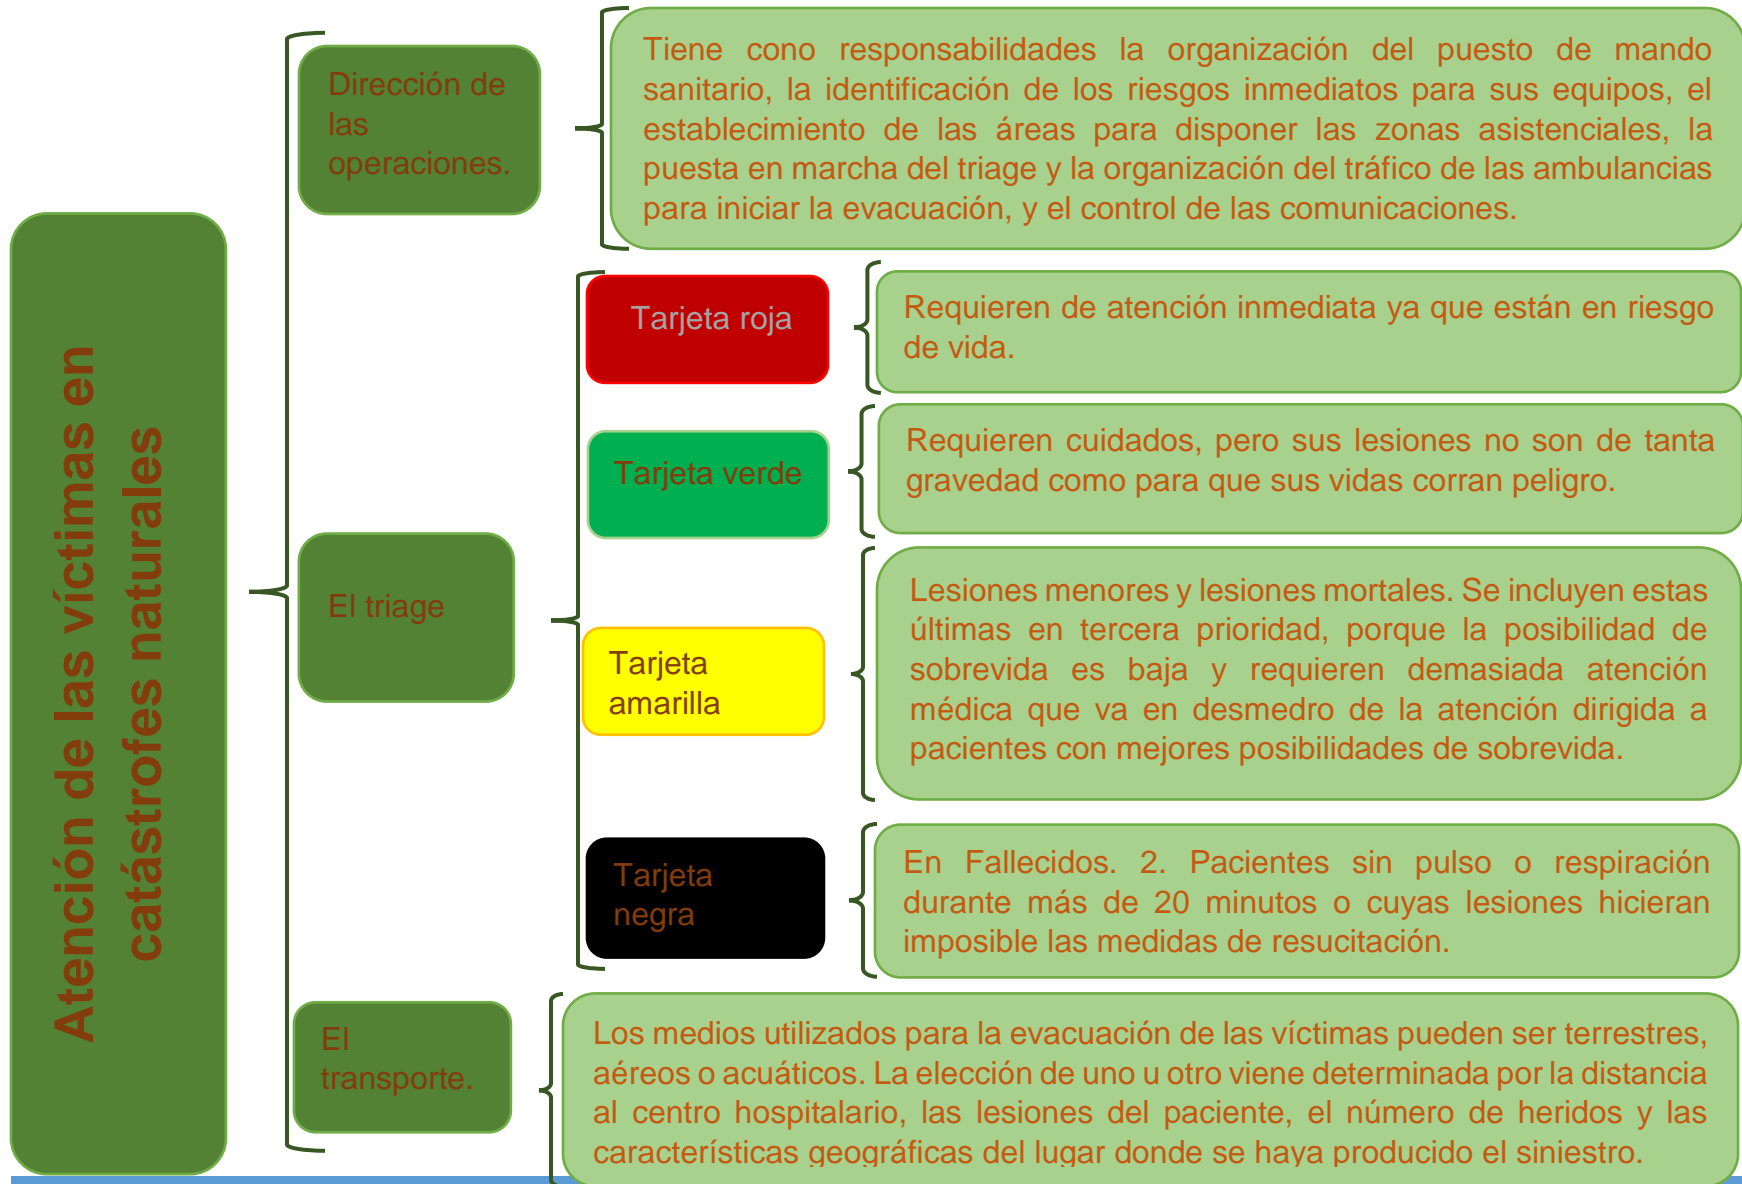 Atención de las víctimas en
catástrofes naturales
Dirección de
las
operaciones.
Tiene cono responsabilidades la organización del puesto de mando
sanitario, la identificación de los riesgos inmediatos para sus equipos, el
establecimiento de las áreas para disponer las zonas asistenciales, la
puesta en marcha del triage y la organización del tráfico de las ambulancias
para iniciar la evacuación, y el control de las comunicaciones.
El triage
Tarjeta roja
Requieren de atención inmediata ya que están en riesgo
de vida.
Tarjeta verde
Requieren cuidados, pero sus lesiones no son de tanta
gravedad como para que sus vidas corran peligro.
Tarjeta
amarilla
Lesiones menores y lesiones mortales. Se incluyen estas
últimas en tercera prioridad, porque la posibilidad de
sobrevida es baja y requieren demasiada atención
médica que va en desmedro de la atención dirigida a
pacientes con mejores posibilidades de sobrevida.
Tarjeta
negra
En Fallecidos. 2. Pacientes sin pulso o respiración
durante más de 20 minutos o cuyas lesiones hicieran
imposible las medidas de resucitación.
El
transporte.
Los medios utilizados para la evacuación de las víctimas pueden ser terrestres,
aéreos o acuáticos. La elección de uno u otro viene determinada por la distancia
al centro hospitalario, las lesiones del paciente, el número de heridos y las
características geográficas del lugar donde se haya producido el siniestro.